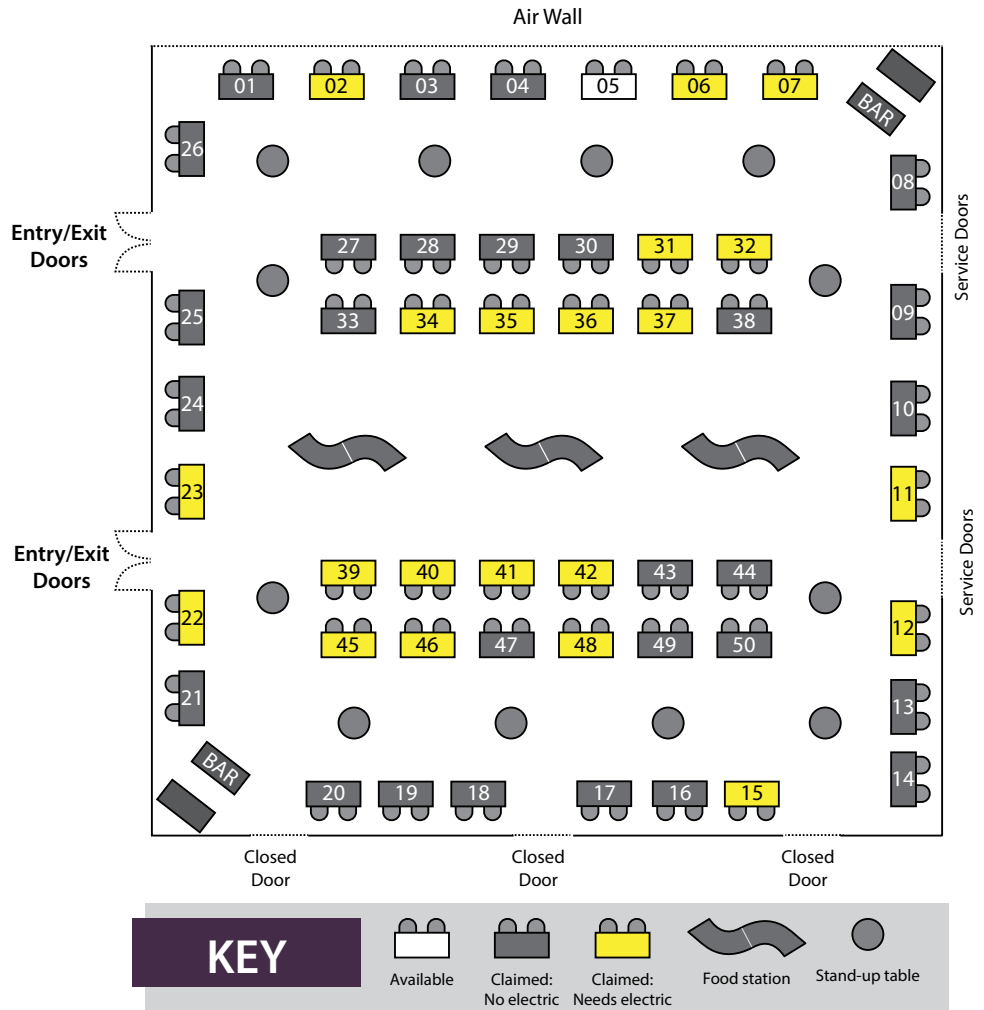 Air Wall
01
02
03
04
05
06
07
BAR
26
08
Entry/Exit
Doors
Service Doors
27
28
29
30
31
32
25
33
34
35
36
37
38
09
24
10
23
11
Entry/Exit
Doors
Service Doors
39
40
41
42
43
44
22
45
46
47
48
49
50
12
21
13
BAR
14
20
19
18
17
16
15
Closed
Door
Closed
Door
Closed
Door
KEY
Available
Claimed:
No electric
Claimed:
Needs electric
Food station
Stand-up table